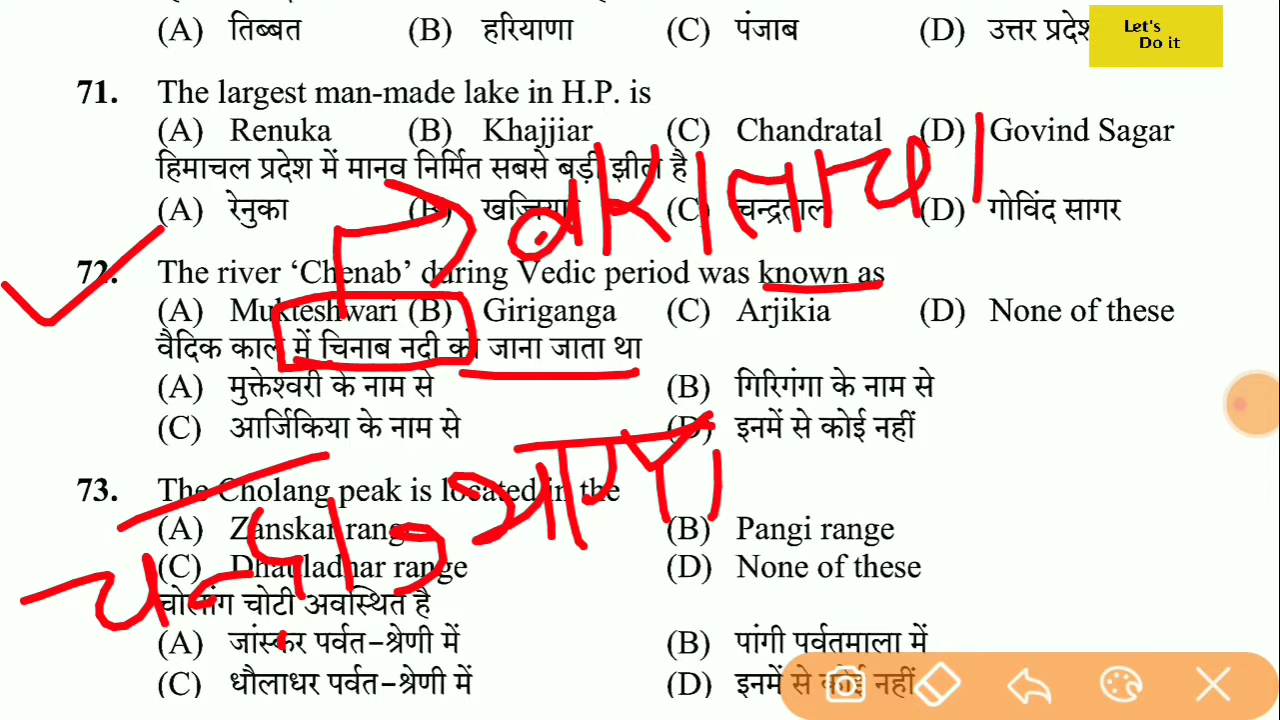 (A) तिब्बत (B) हरियाणा (C) पंजाब (D) उत्तर प्रदेश
Let's
Do it
71. The largest man-made lake in H.P. is
(A) Renuka (B) Khajjiar (C) Chandratal (D) Govind Sagar
हिमाचल प्रदेश में मानव निर्मित सबसे बड़ी झील है
(A) रेनुका (B) खज्जियार (C) चन्द्रताल (D) गोविंद सागर
72. The river ‘Chenab’ during Vedic period was known as
(A) Mukteshwari (B) Giriganga (C) Arjikia (D) None of these
वैदिक काल में चिनाब नदी को जाना जाता था
(A) मुक्तेश्वरी के नाम से (B) गिरिगंगा के नाम से
(C) आर्जिकिया के नाम से (D) इनमें से कोई नहीं
73. The Cholang peak is located in the
(A) Zanskar range (B) Pangi range
(C) Dhauladhar range (D) None of these
चोलांग चोटी अवस्थित है
(A) जांस्कर पर्वत–श्रेणी में (B) पांगी पर्वतमाला में
(C) धौलाधर पर्वत–श्रेणी में (D) इनमें से कोई नहीं